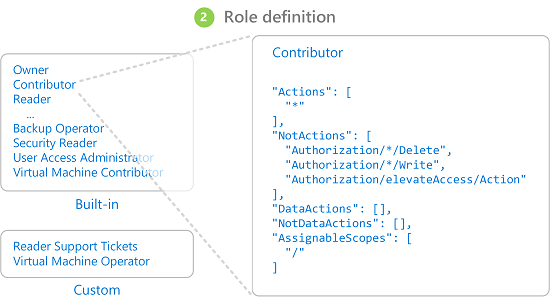 2 Role definition
Owner
Contributor
Reader
...
Backup Operator
Security Reader
User Access Administrator
Virtual Machine Contributor
Built-in
Reader Support Tickets
Virtual Machine Operator
Custom
Contributor
"Actions": [
"*"
],
"NotActions": [
"Authorization/*/Delete",
"Authorization/*/Write",
"Authorization/elevateAccess/Action"
],
"DataActions": [],
"NotDataActions": [],
"AssignableScopes": [
"/"
]